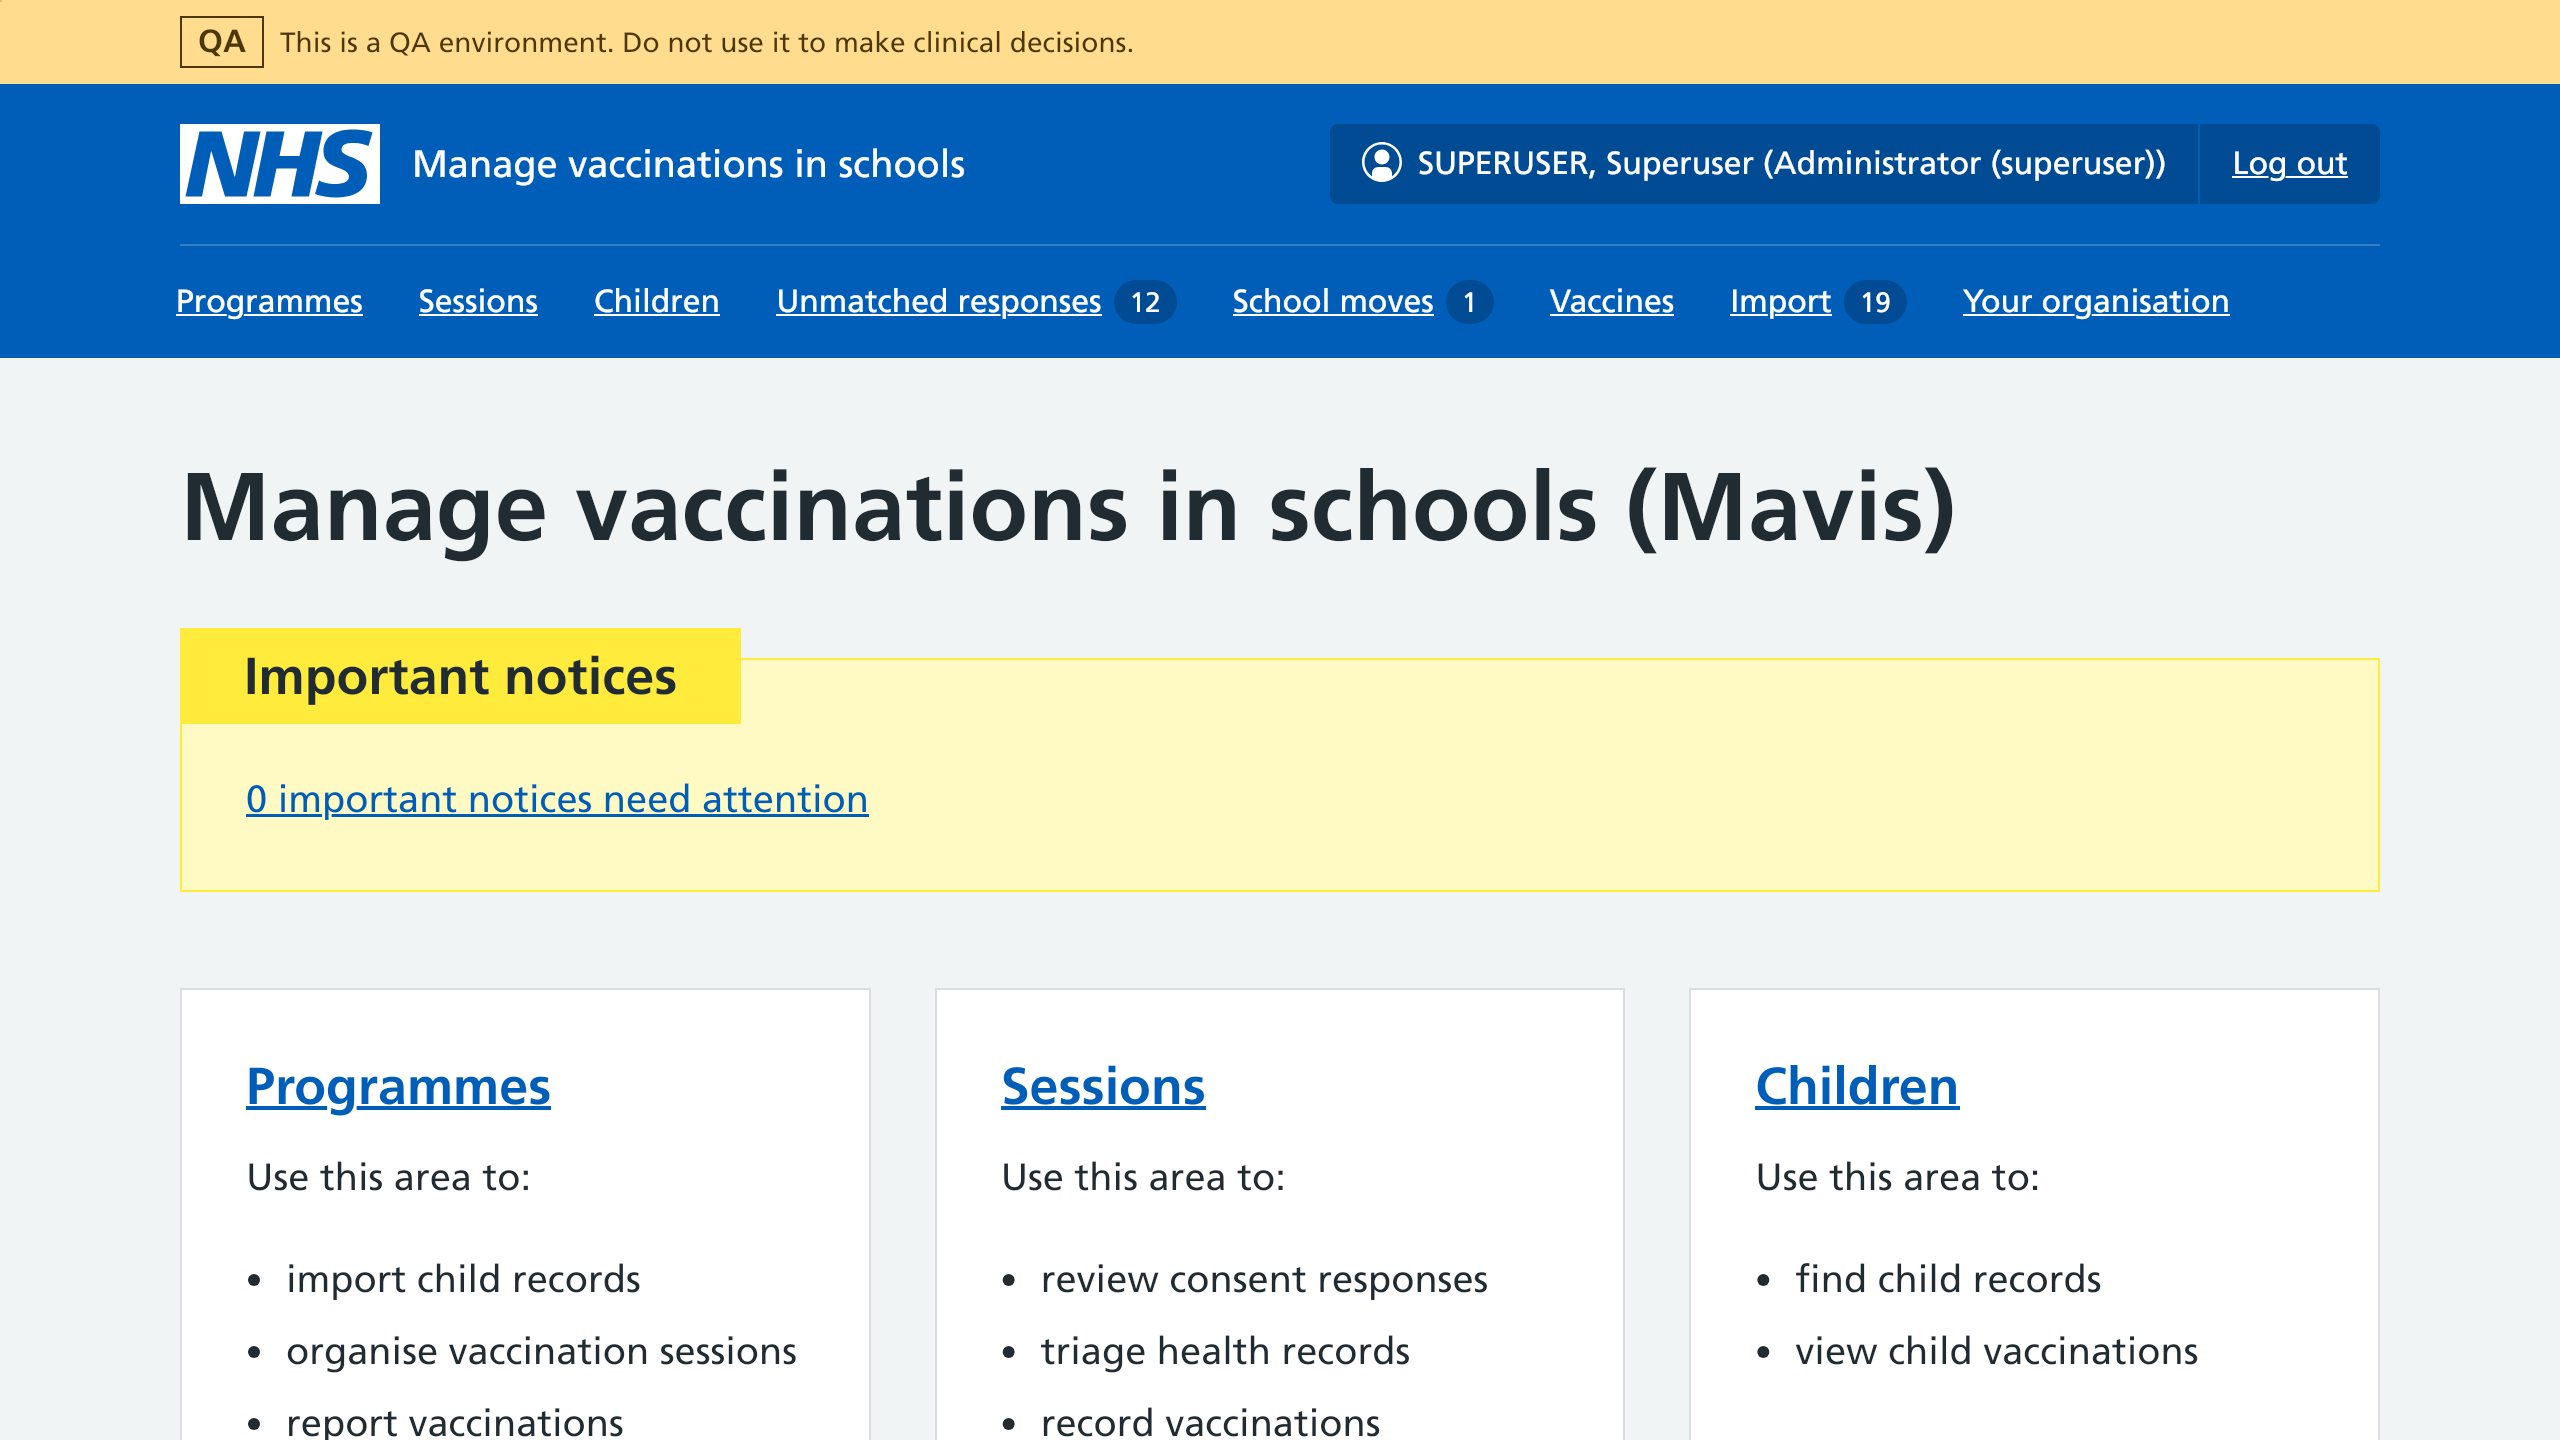 QA This is a QA environment. Do not use it to make clinical decisions.
NHS Manage vaccinations in schools SUPERUSER, Superuser (Administrator (superuser)) Log out
Programmes Sessions Children Unmatched responses 12 School moves 1 Vaccines Import 19 Your organisation
Manage vaccinations in schools (Mavis)
Important notices
0 important notices need attention
Programmes
Use this area to:
• import child records
• organise vaccination sessions
• report vaccinations
Sessions
Use this area to:
• review consent responses
• triage health records
• record vaccinations
Children
Use this area to:
• find child records
• view child vaccinations